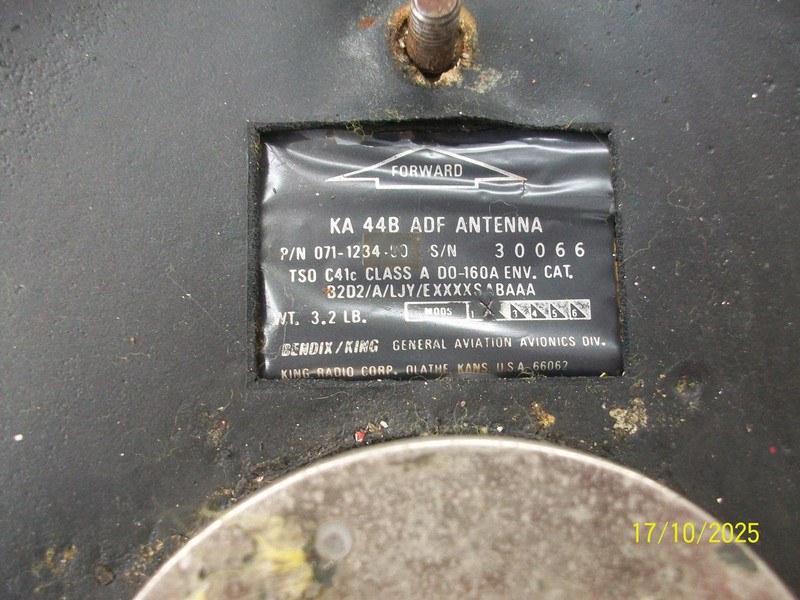 FORWARD
KA 44B ADF ANTENNA
P/N 071-1234- S/N 30066
TSO C41c CLASS A DO-160A ENV. CAT.
B2D2/A/LJY/EXXXXSABAAA
WT. 3.2 LB. MODS 1 X 3 4 5 6
BENDIX/KING GENERAL AVIATION AVIONICS DIV.
KING RADIO CORP. OLATHE KANS U.S.A. 66062
17/10/2025